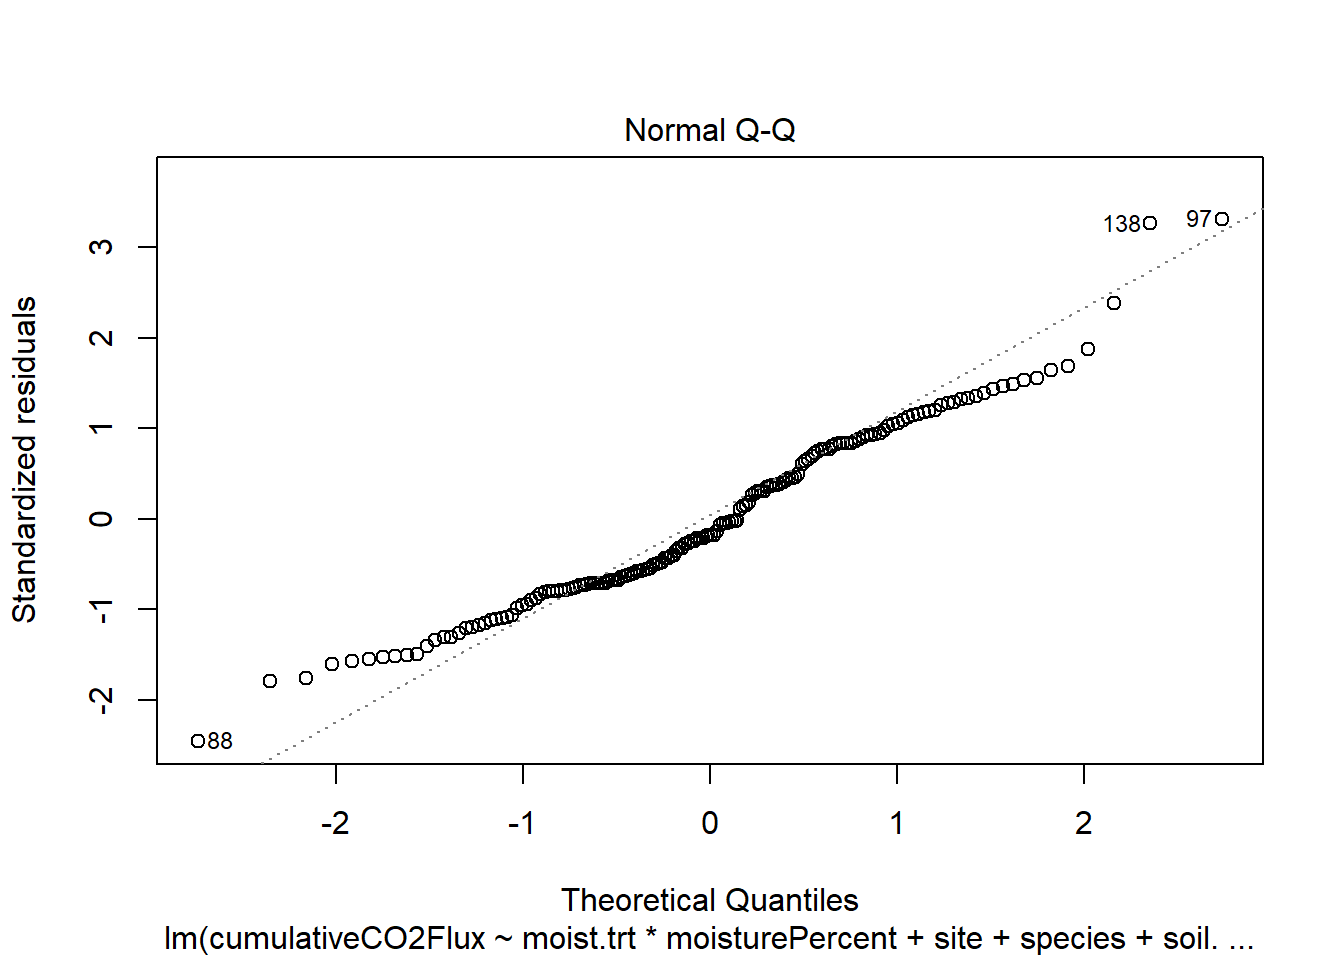 Normal Q-Q
Standardized residuals
3
2
1
0
-1
-2
138
97
88
-2 -1 0 1 2
Theoretical Quantiles
lm(cumulativeCO2Flux ~ moist.trt * moisturePercent + site + species + soil. ...